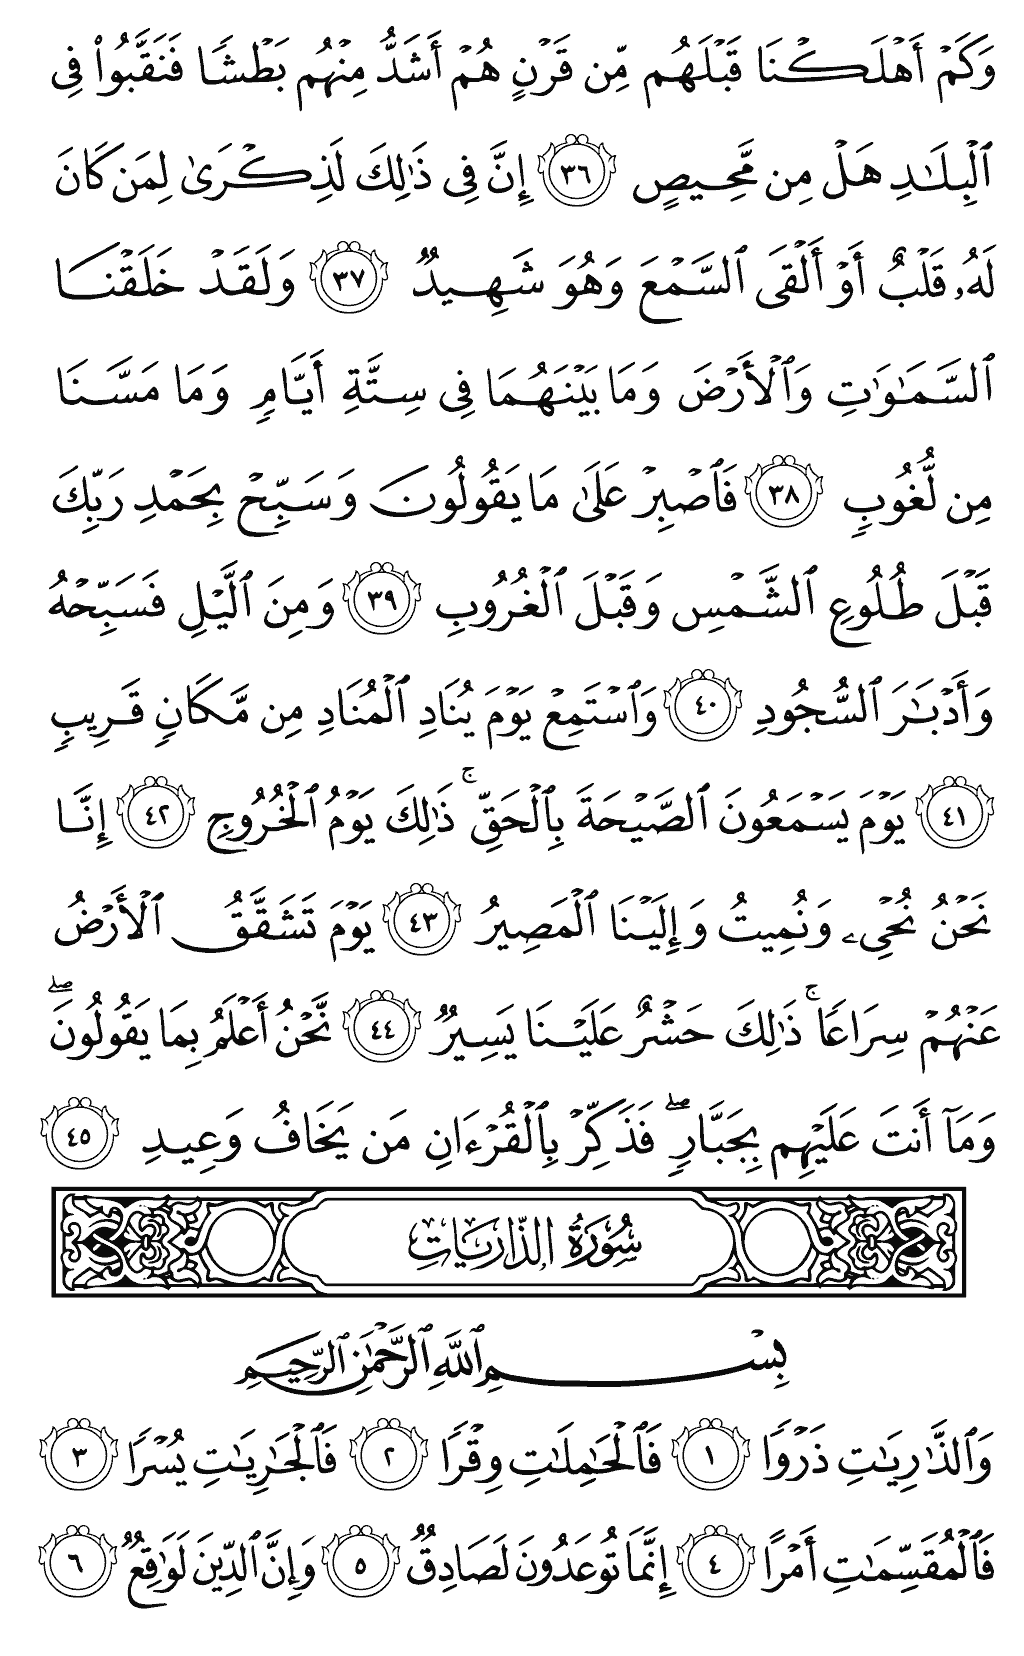 وَكَمۡ أَهۡلَكۡنَا قَبۡلَهُم مِّن قَرۡنٍ هُمۡ أَشَدُّ مِنۡهُم بَطۡشٗا فَنَقَّبُواْ فِي
ٱلۡبِلَٰدِ هَلۡ مِن مَّحِيصٍ ٣٦ إِنَّ فِي ذَٰلِكَ لَذِكۡرَىٰ لِمَن كَانَ
لَهُۥ قَلۡبٌ أَوۡ أَلۡقَى ٱلسَّمۡعَ وَهُوَ شَهِيدٞ ٣٧ وَلَقَدۡ خَلَقۡنَا
ٱلسَّمَٰوَٰتِ وَٱلۡأَرۡضَ وَمَا بَيۡنَهُمَا فِي سِتَّةِ أَيَّامٖ وَمَا مَسَّنَا
مِن لُّغُوبٖ ٣٨ فَٱصۡبِرۡ عَلَىٰ مَا يَقُولُونَ وَسَبِّحۡ بِحَمۡدِ رَبِّكَ
قَبۡلَ طُلُوعِ ٱلشَّمۡسِ وَقَبۡلَ ٱلۡغُرُوبِ ٣٩ وَمِنَ ٱلَّيۡلِ فَسَبِّحۡهُ
وَأَدۡبَٰرَ ٱلسُّجُودِ ٤٠ وَٱسۡتَمِعۡ يَوۡمَ يُنَادِ ٱلۡمُنَادِ مِن مَّكَانٖ قَرِيبٖ
٤١ يَوۡمَ يَسۡمَعُونَ ٱلصَّيۡحَةَ بِٱلۡحَقِّۚ ذَٰلِكَ يَوۡمُ ٱلۡخُرُوجِ ٤٢ إِنَّا
نَحۡنُ نُحۡيِۦ وَنُمِيتُ وَإِلَيۡنَا ٱلۡمَصِيرُ ٤٣ يَوۡمَ تَشَقَّقُ ٱلۡأَرۡضُ
عَنۡهُمۡ سِرَاعٗاۚ ذَٰلِكَ حَشۡرٌ عَلَيۡنَا يَسِيرٞ ٤٤ نَّحۡنُ أَعۡلَمُ بِمَا يَقُولُونَۖ
وَمَآ أَنتَ عَلَيۡهِم بِجَبَّارٖۖ فَذَكِّرۡ بِٱلۡقُرۡءَانِ مَن يَخَافُ وَعِيدِ ٤٥
سُورَةُ الذَّارِيَاتِ
بِسۡمِ ٱللَّهِ ٱلرَّحۡمَٰنِ ٱلرَّحِيمِ
وَٱلذَّٰرِيَٰتِ ذَرۡوٗا ١ فَٱلۡحَٰمِلَٰتِ وِقۡرٗا ٢ فَٱلۡجَٰرِيَٰتِ يُسۡرٗا ٣
فَٱلۡمُقَسِّمَٰتِ أَمۡرًا ٤ إِنَّمَا تُوعَدُونَ لَصَادِقٞ ٥ وَإِنَّ ٱلدِّينَ لَوَٰقِعٞ ٦